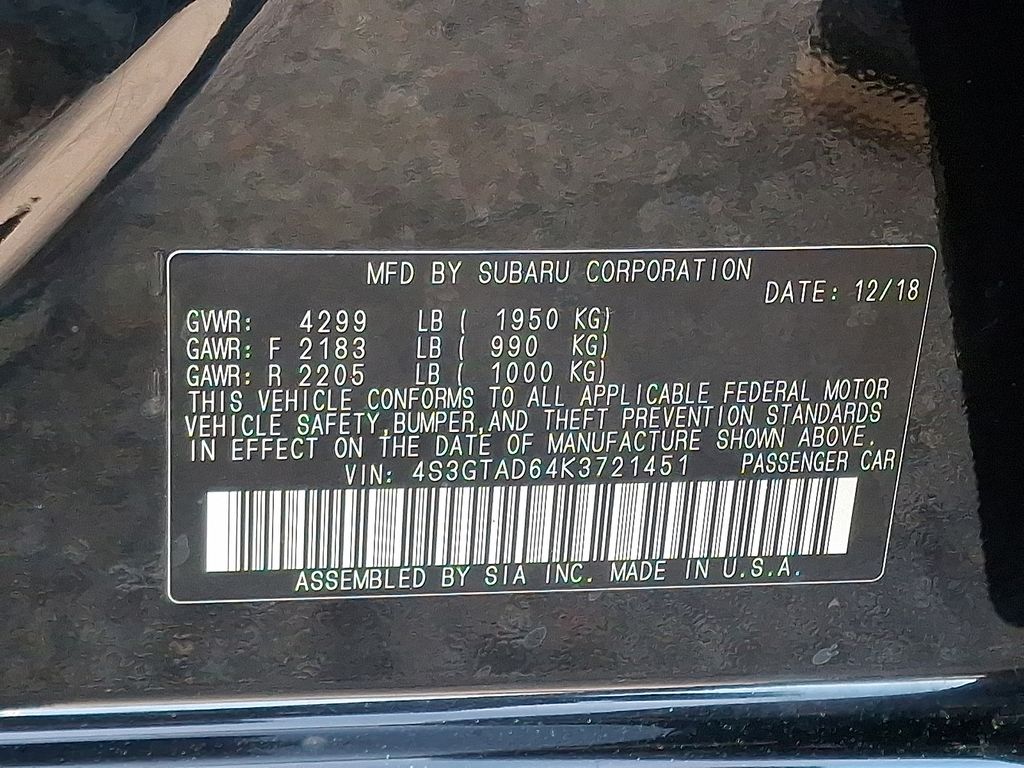 MFD BY SUBARU CORPORATION
DATE: 12/18
GVWR: 4299 LB ( 1950 KG)
GAWR: F 2183 LB ( 990 KG)
GAWR: R 2205 LB ( 1000 KG)
THIS VEHICLE CONFORMS TO ALL APPLICABLE FEDERAL MOTOR
VEHICLE SAFETY,BUMPER,AND THEFT PREVENTION STANDARDS
IN EFFECT ON THE DATE OF MANUFACTURE SHOWN ABOVE.
VIN: 4S3GTAD64K3721451 PASSENGER CAR
ASSEMBLED BY SIA INC. MADE IN U.S.A.